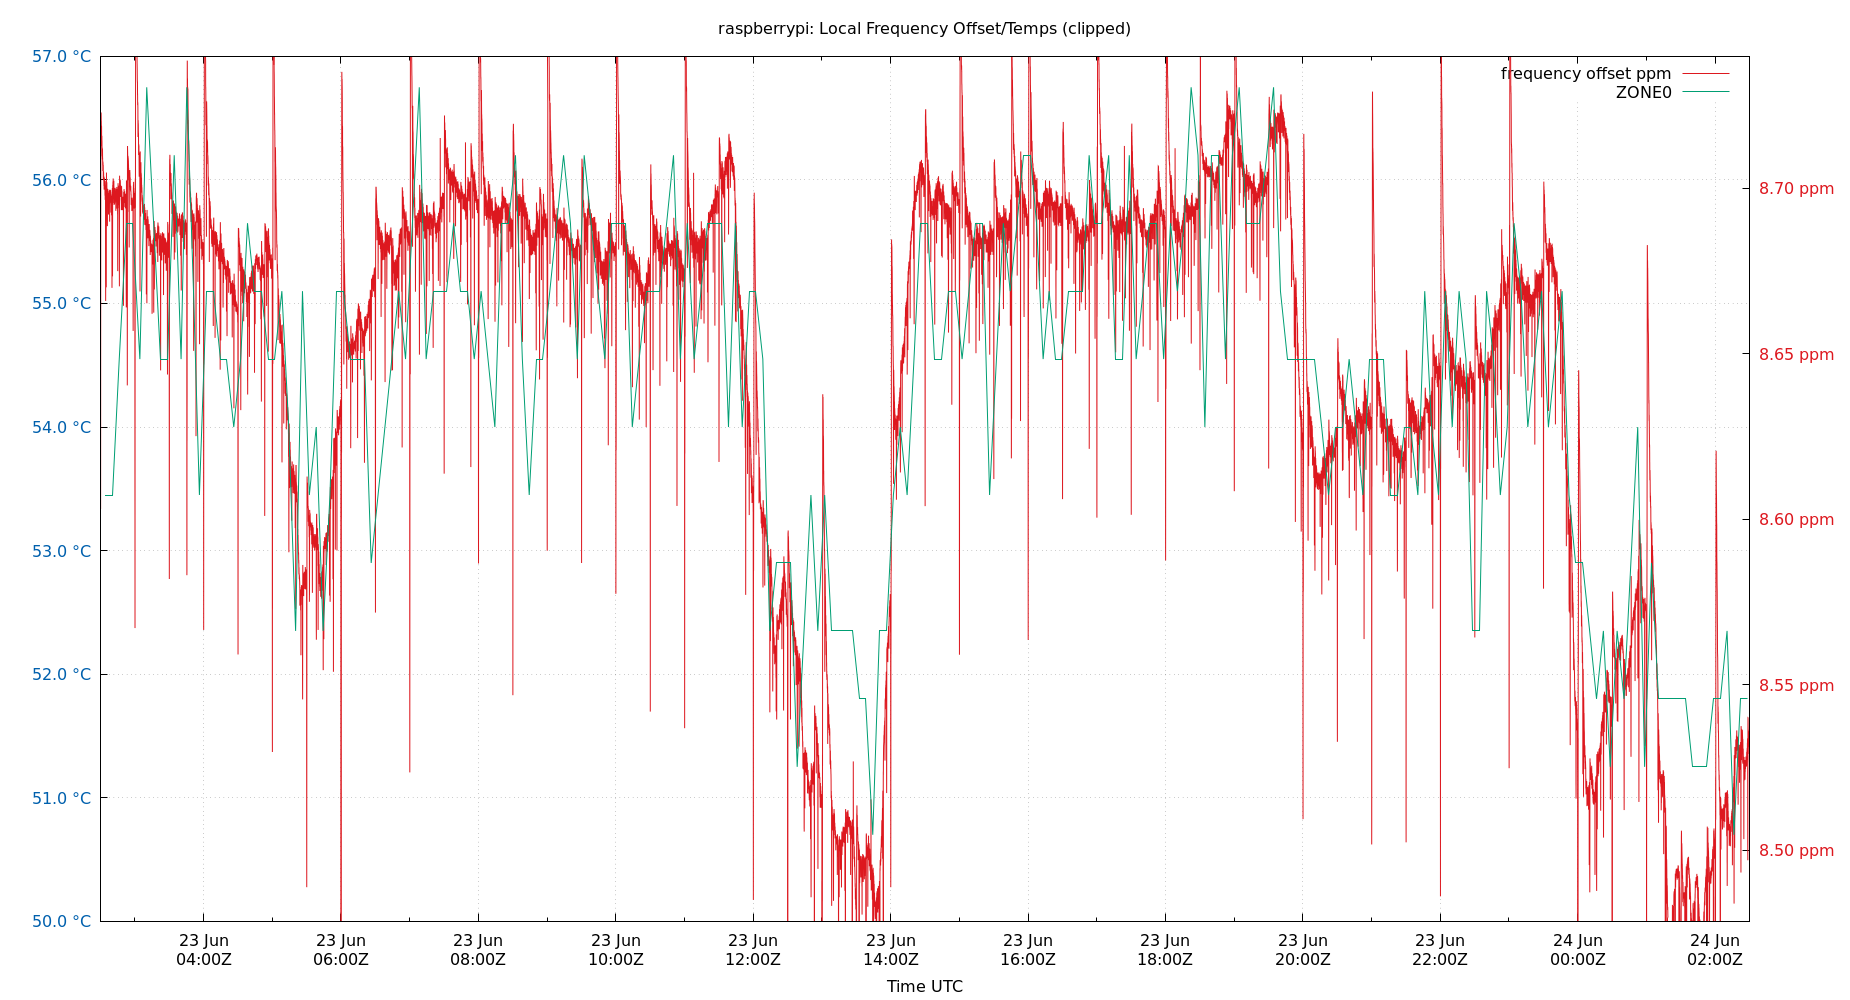 raspberrypi: Local Frequency Offset/Temps (clipped)
frequency offset ppm
ZONE0
57.0 °C
56.0 °C
55.0 °C
54.0 °C
53.0 °C
52.0 °C
51.0 °C
50.0 °C
8.70 ppm
8.65 ppm
8.60 ppm
8.55 ppm
8.50 ppm
23 Jun 23 Jun 23 Jun 23 Jun 23 Jun 23 Jun 23 Jun 23 Jun 23 Jun 23 Jun 24 Jun 24 Jun
04:00Z 06:00Z 08:00Z 10:00Z 12:00Z 14:00Z 16:00Z 18:00Z 20:00Z 22:00Z 00:00Z 02:00Z
Time UTC